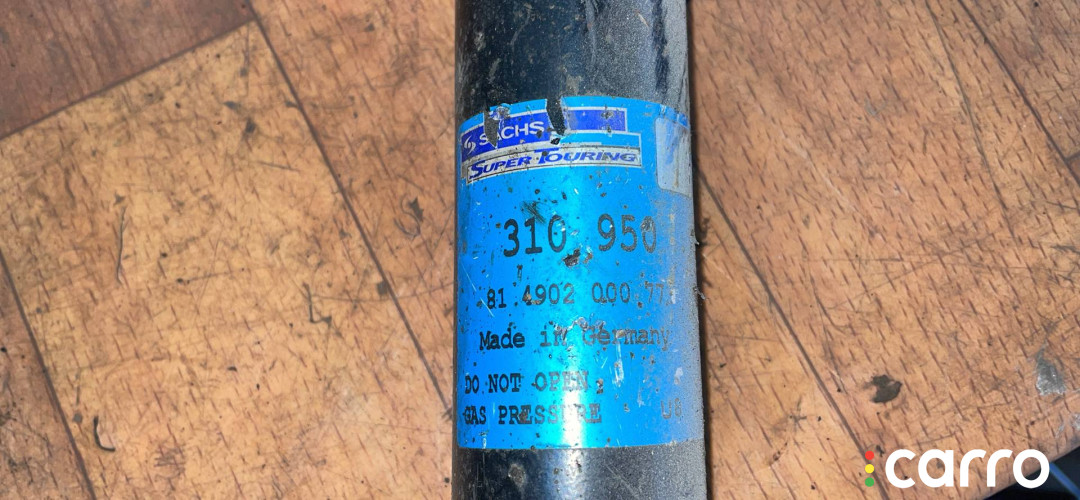 SACHS
SUPER TOURING
310 950
81 4902 000 77
Made in Germany
DO NOT OPEN,
GAS PRESSURE
carro